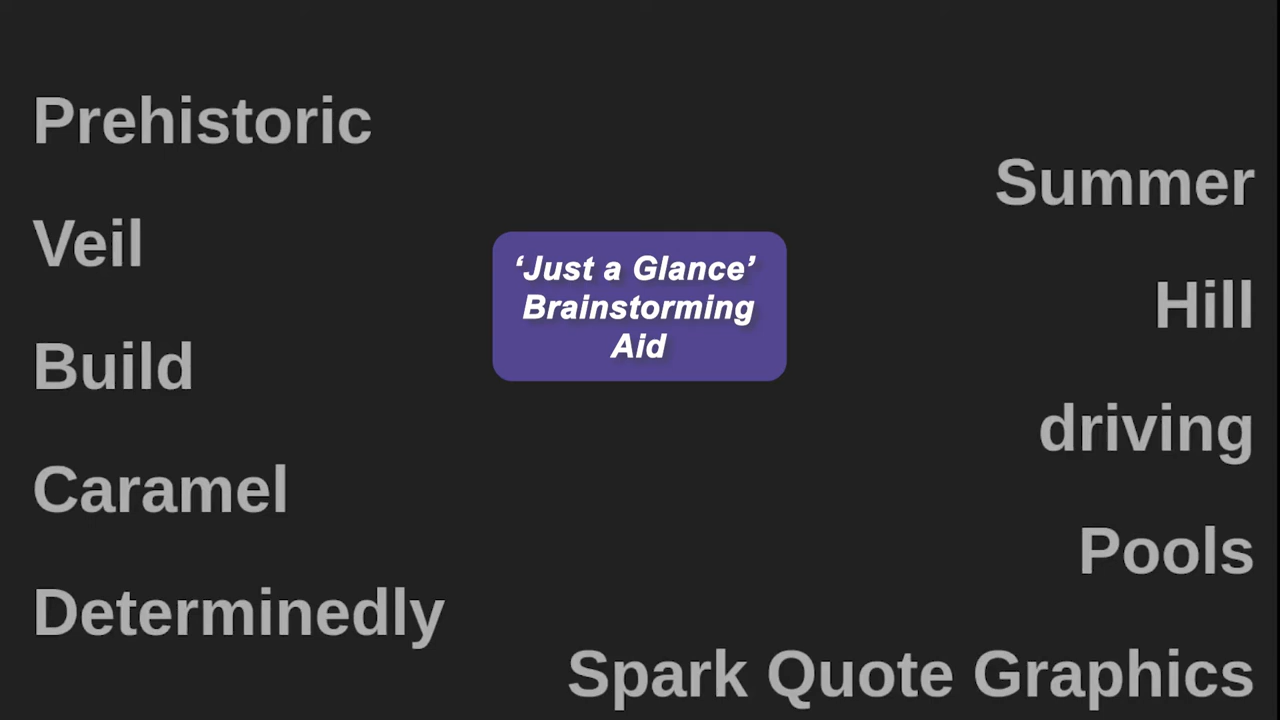 Prehistoric
Summer
Veil
‘Just a Glance’
Brainstorming
Aid
Hill
Build
driving
Caramel
Pools
Determinedly
Spark Quote Graphics